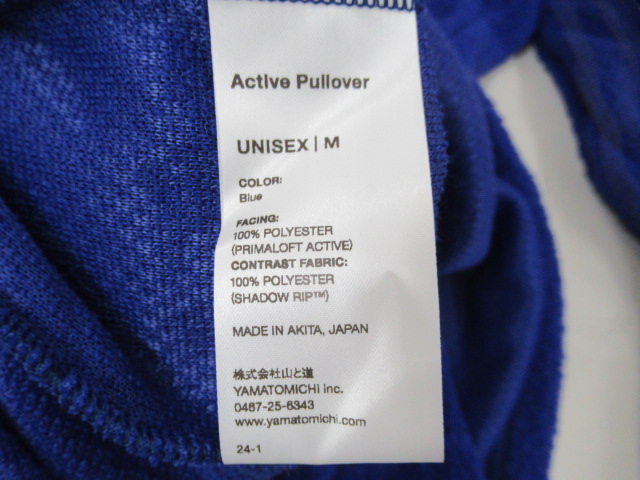 Active Pullover
UNISEX | M
COLOR:
Blue
FACING:
100% POLYESTER
(PRIMALOFT ACTIVE)
CONTRAST FABRIC:
100% POLYESTER
(SHADOW RIP™)
MADE IN AKITA, JAPAN
株式会社山と道
YAMATOMICHI inc.
0467-25-6343
www.yamatomichi.com
24-1